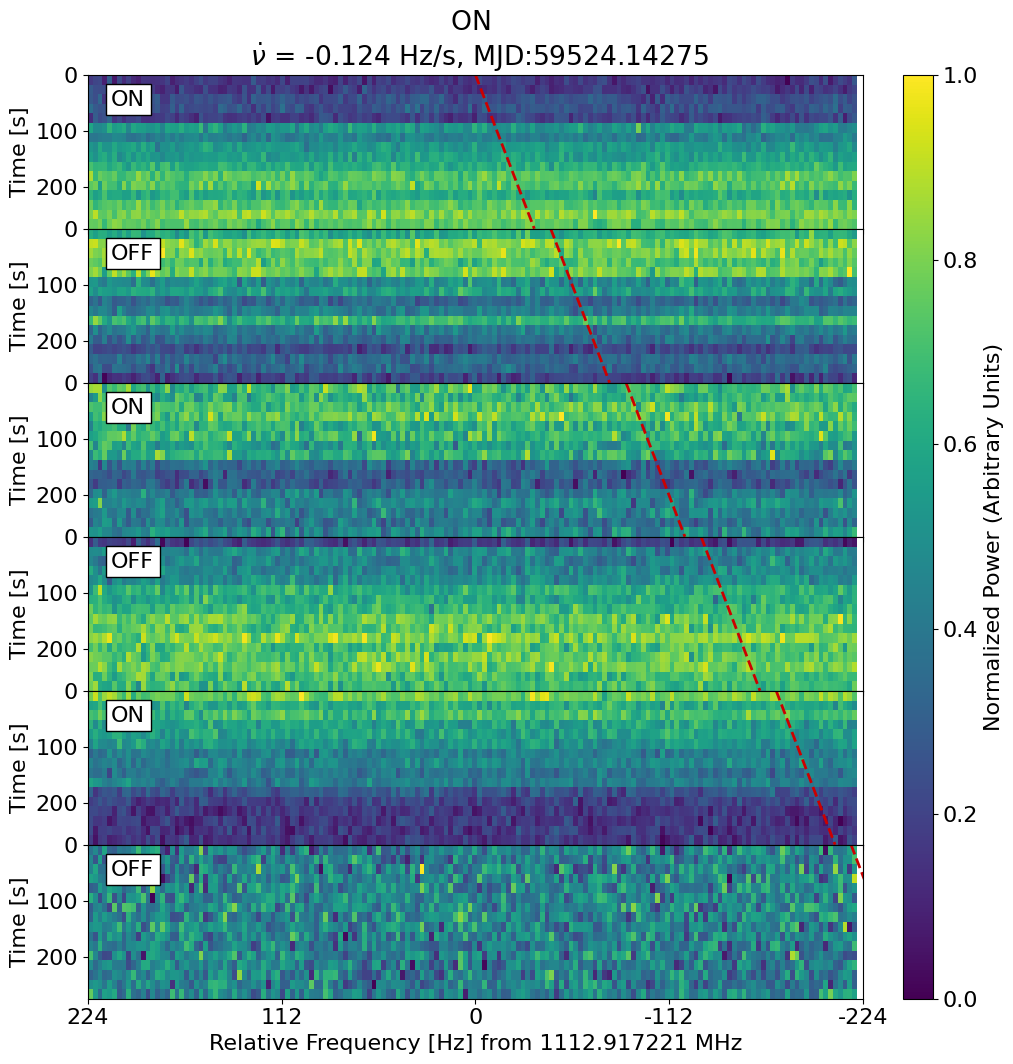 ON
ν̇ = -0.124 Hz/s, MJD:59524.14275
0
ON
100
Time [s]
200
0
OFF
100
Time [s]
200
0
ON
100
Time [s]
200
0
OFF
100
Time [s]
200
0
ON
100
Time [s]
200
0
OFF
100
Time [s]
200
224 112 0 -112 -224
Relative Frequency [Hz] from 1112.917221 MHz
1.0
0.8
0.6
0.4
0.2
0.0
Normalized Power (Arbitrary Units)